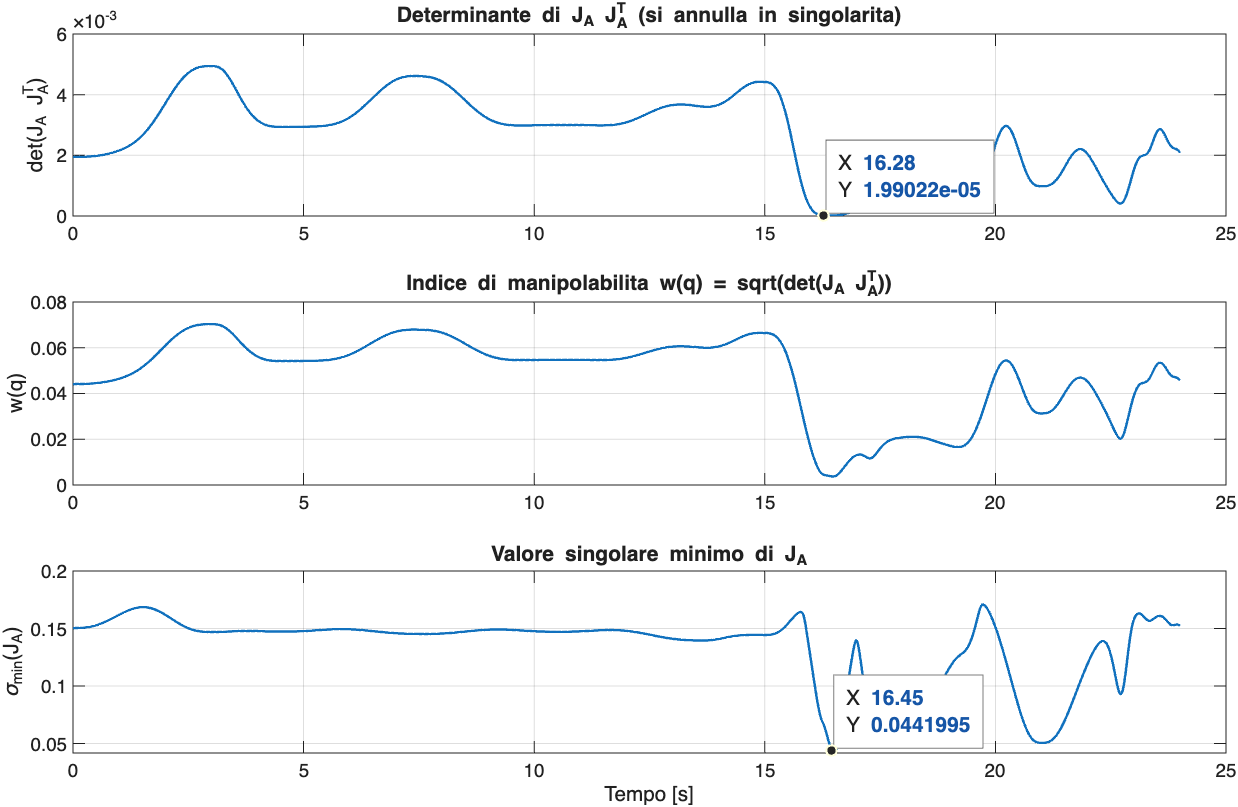 Determinante di J_A J_A^T (si annulla in singolarita)
×10^-3
det(J_A J_A^T)
6
4
2
0
X 16.28
Y 1.99022e-05
0 5 10 15 20 25
Indice di manipolabilita w(q) = sqrt(det(J_A J_A^T))
w(q)
0.08
0.06
0.04
0.02
0
0 5 10 15 20 25
Valore singolare minimo di J_A
σ_min(J_A)
0.2
0.15
0.1
0.05
X 16.45
Y 0.0441995
0 5 10 15 20 25
Tempo [s]